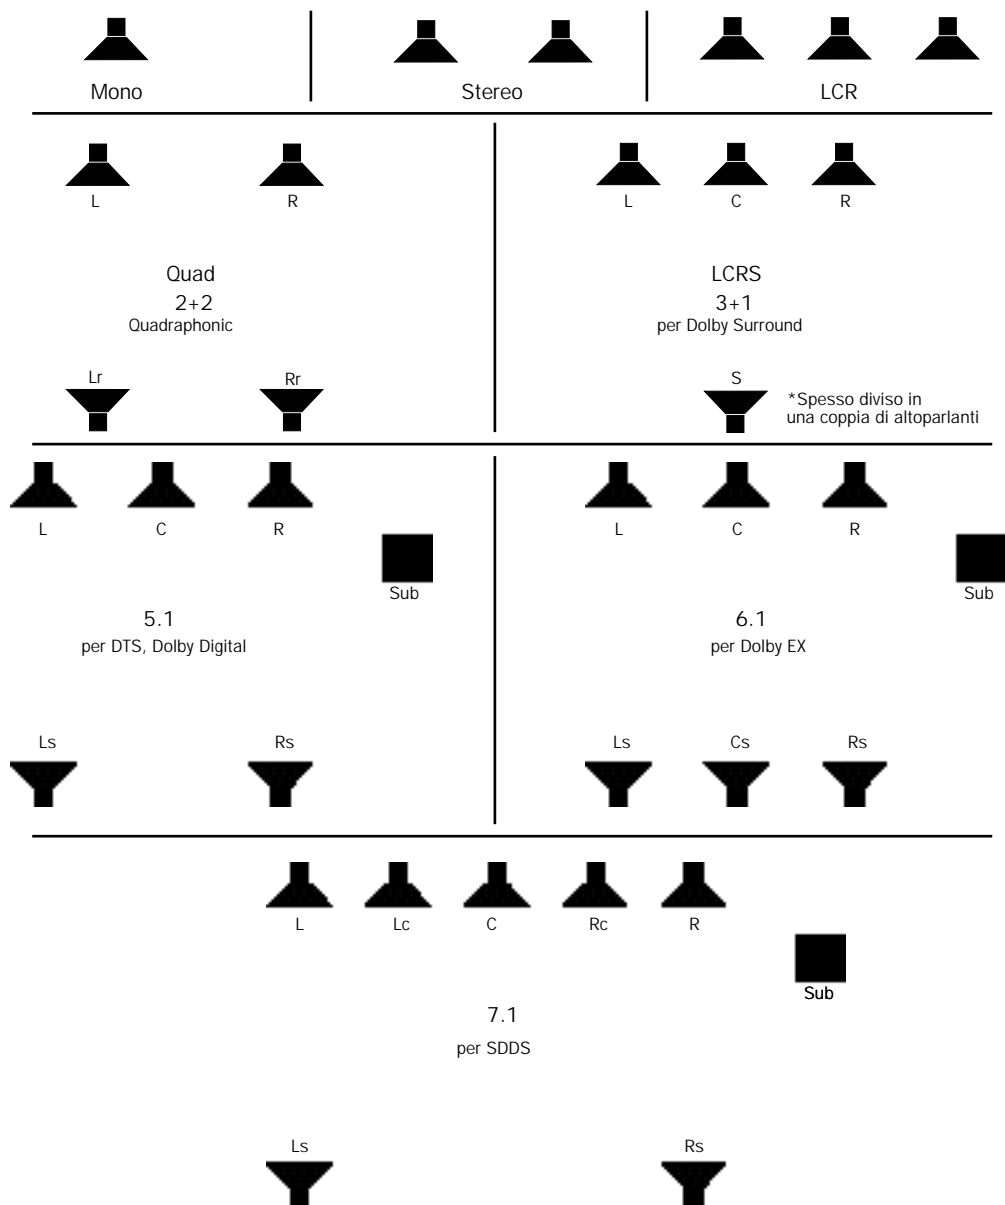 Mono
Stereo
LCR
L
R
Quad
2+2
Quadraphonic
Lr
Rr
L
C
R
LCRS
3+1
per Dolby Surround
S
*Spesso diviso in
una coppia di altoparlanti
L
C
R
Sub
5.1
per DTS, Dolby Digital
Ls
Rs
L
C
R
Sub
6.1
per Dolby EX
Ls
Cs
Rs
L
Lc
C
Rc
R
Sub
7.1
per SDDS
Ls
Rs